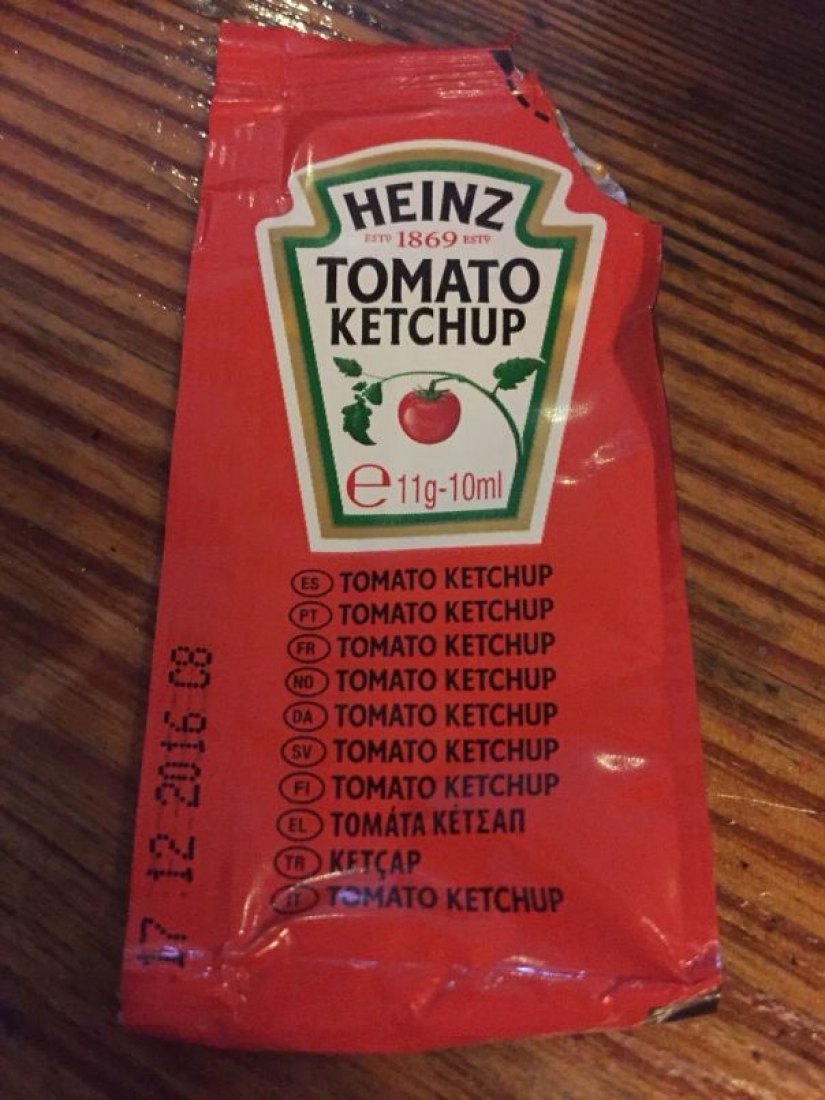 HEINZ
ESTD 1869 ESTD
TOMATO
KETCHUP
e 11g-10ml
ES TOMATO KETCHUP
PT TOMATO KETCHUP
FR TOMATO KETCHUP
NO TOMATO KETCHUP
DA TOMATO KETCHUP
SV TOMATO KETCHUP
FI TOMATO KETCHUP
EL ΤΟΜΑΤΑ ΚΕΤΣΑΠ
TR KETÇAP
IT TOMATO KETCHUP
17 12 2016 C8